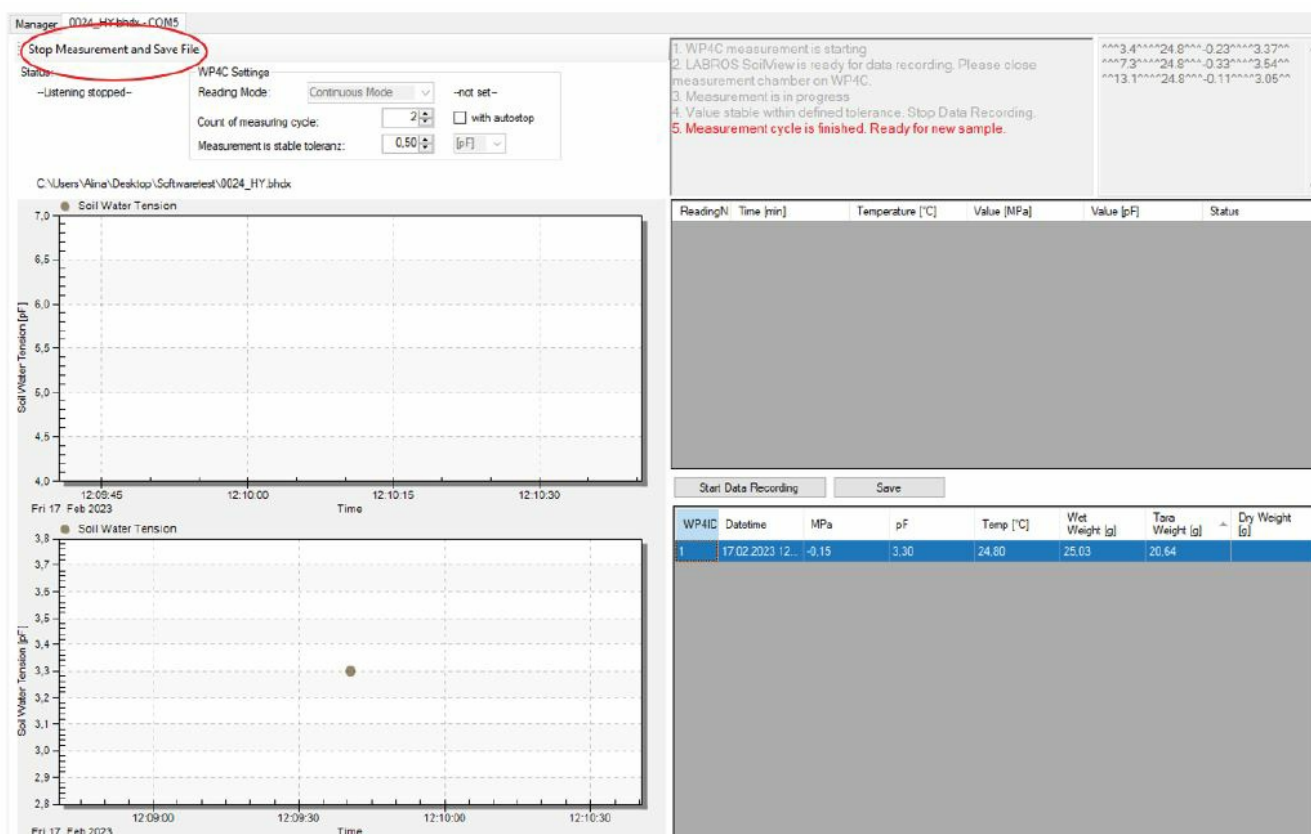 Manager 0024_HY.bhdx - COM5
Stop Measurement and Save File
Status:
--Listening stopped--
WP4C Settings
Reading Mode: Continuous Mode --not set--
Count of measuring cycle: 2 with autostop
Measurement is stable toleranz: 0,50 [pF]
C:\Users\Alina\Desktop\Softwaretest\0024_HY.bhdx
1. WP4C measurement is starting
2. LABROS SoilView is ready for data recording. Please close
measurement chamber on WP4C.
3. Measurement is in progress
4. Value stable within defined tolerance. Stop Data Recording.
5. Measurement cycle is finished. Ready for new sample.
^^^3.4^^^^24.8^^^-0.23^^^^3.37^^
^^^7.3^^^^24.8^^^-0.33^^^^3.54^^
^^13.1^^^^24.8^^^-0.11^^^^3.05^^
Soil Water Tension
7,0
6,5
6,0
5,5
5,0
4,5
4,0
Soil Water Tension [pF]
12:09:45 12:10:00 12:10:15 12:10:30
Fri 17 Feb 2023 Time
ReadingN Time [min] Temperature [°C] Value [MPa] Value [pF] Status
Start Data Recording Save
Soil Water Tension
3,8
3,7
3,6
3,5
3,4
3,3
3,2
3,1
3,0
2,9
2,8
Soil Water Tension [pF]
12:09:00 12:09:30 12:10:00 12:10:30
Fri 17 Feb 2023 Time
WP4IC Datetime MPa pF Temp [°C] Wet Weight [g] Tara Weight [g] Dry Weight [g]
1 17.02.2023 12... -0,15 3,30 24,80 25,03 20,64